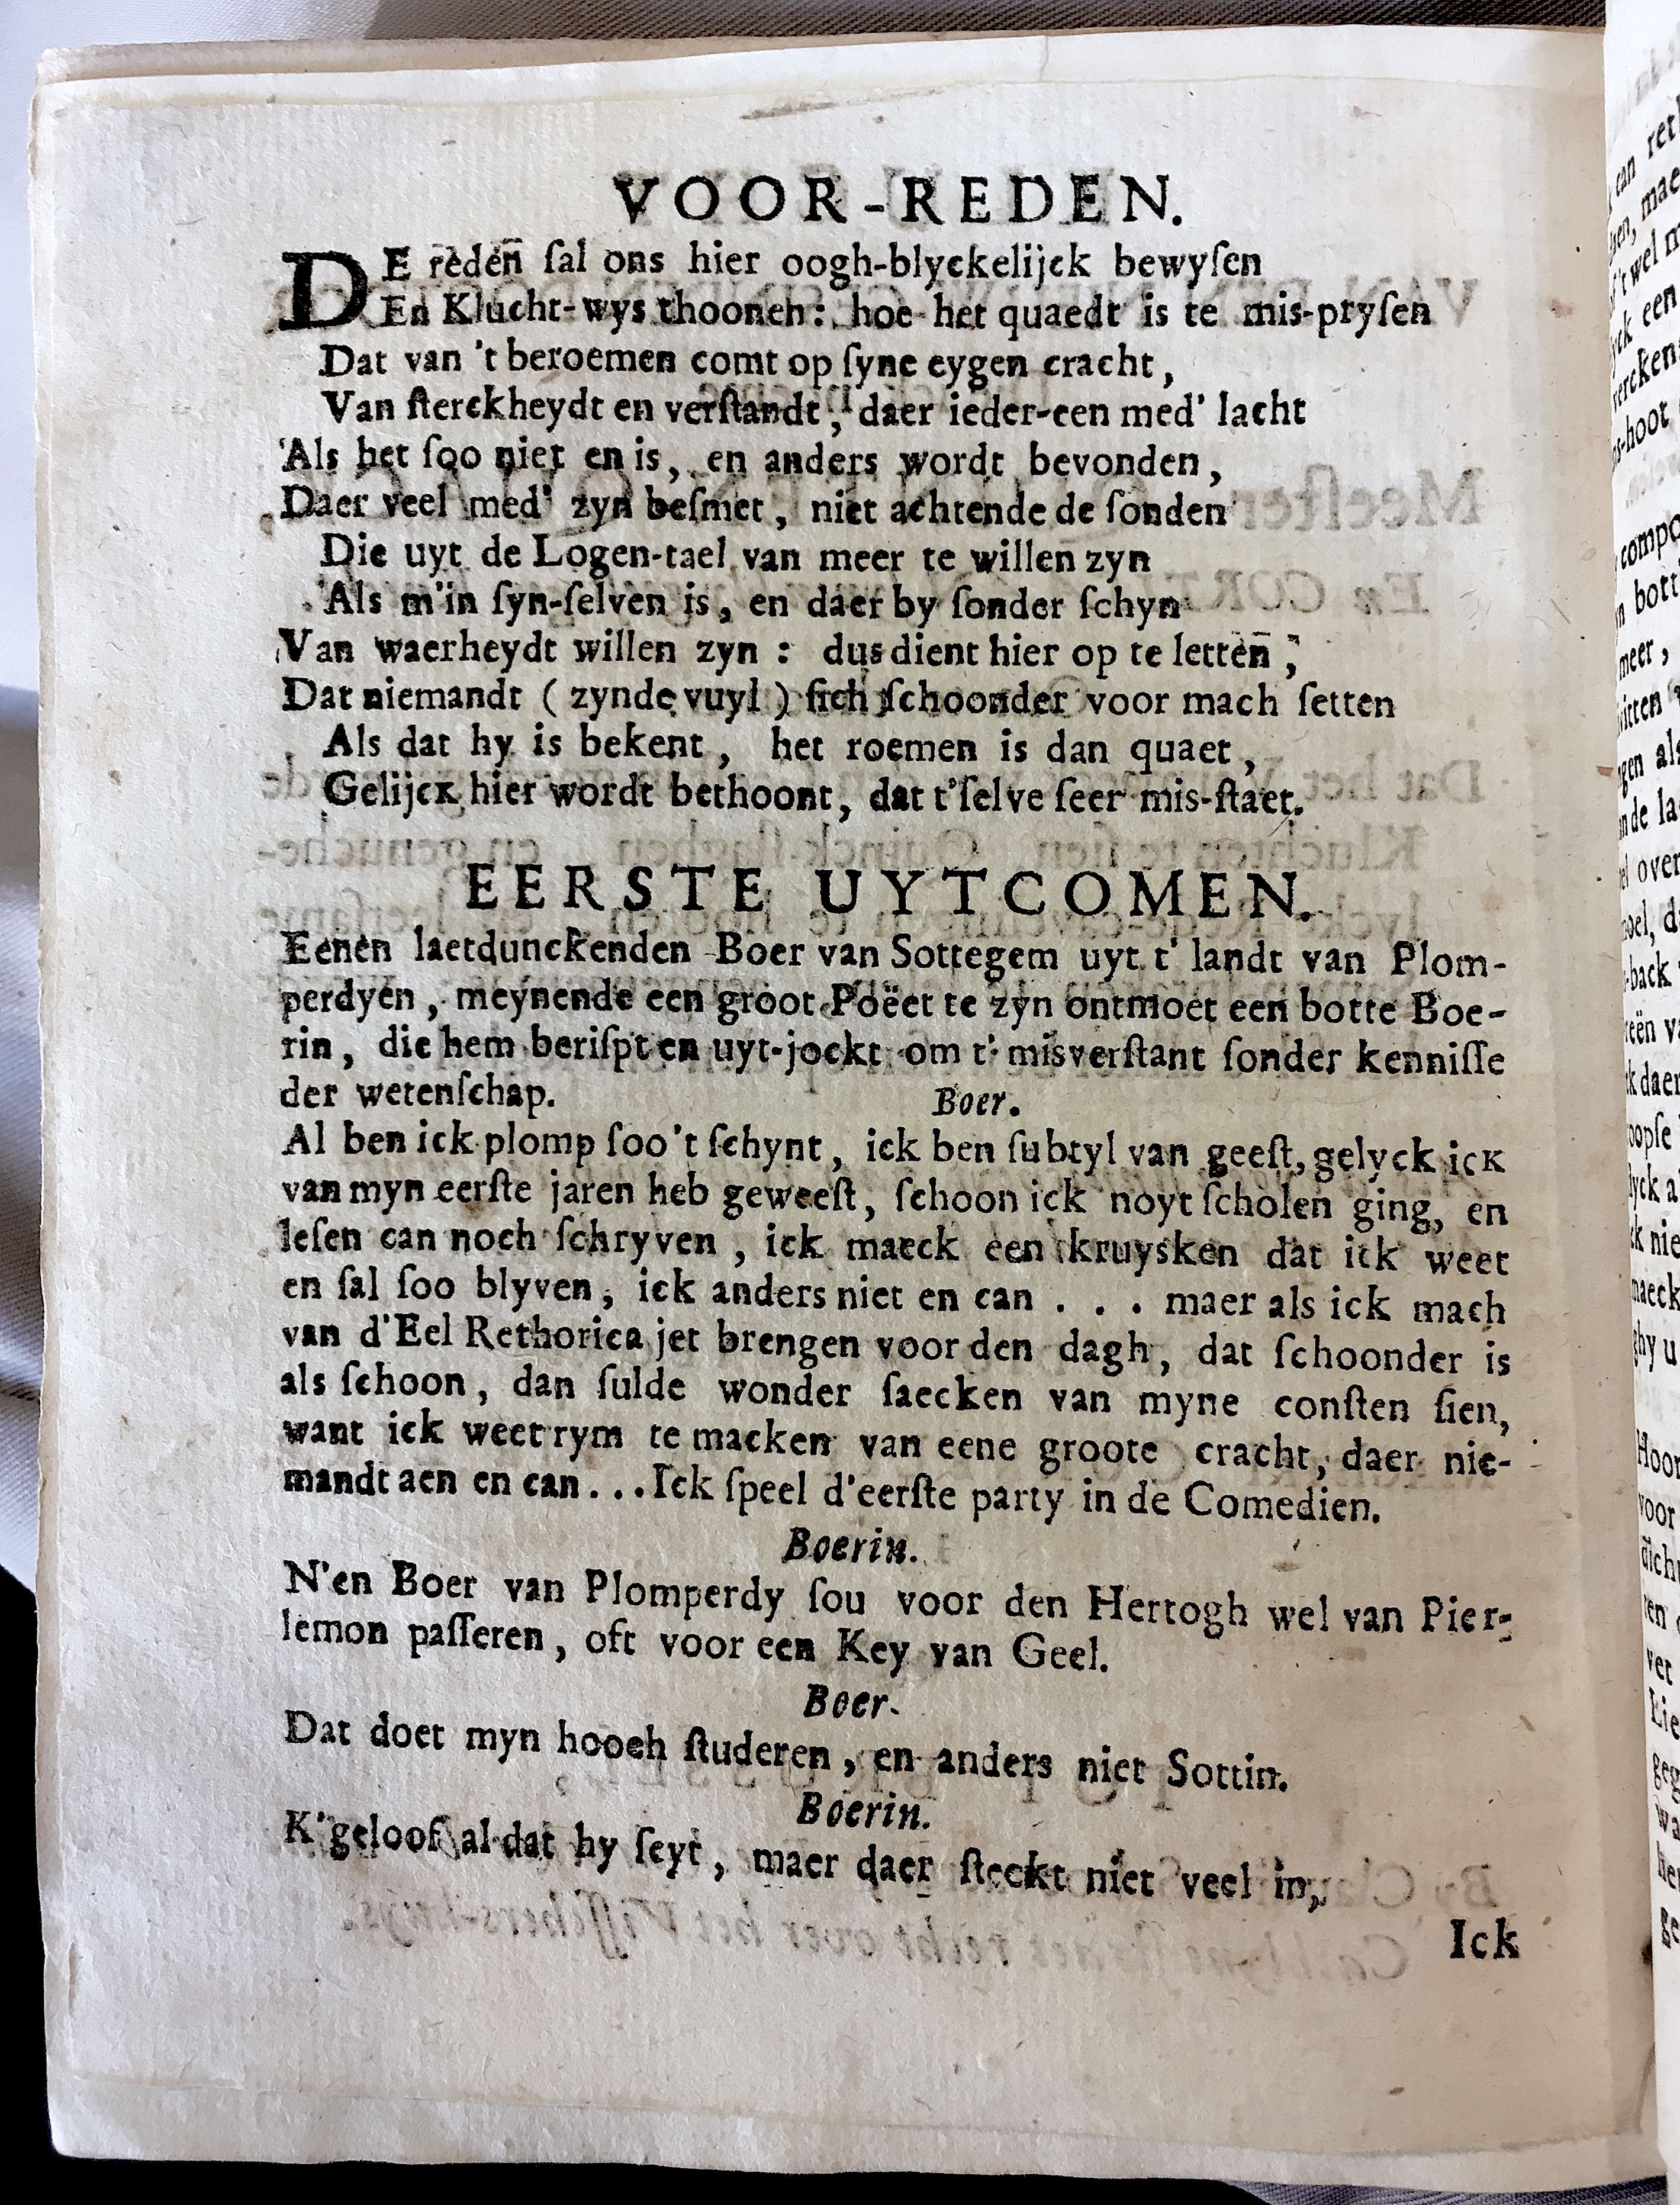 VOOR-REDEN.
DE reden ſal ons hier oogh-blyckelijck bewyſen
En Klucht-wys thoonen: hoe het quaedt is te mis-pryſen
Dat van 't beroemen comt op ſyne eygen cracht,
Van ſterckheydt en verſtandt, daer ieder-een med' lacht
Als het ſoo niet en is, en anders wordt bevonden,
Daer veel med' zyn beſmet, niet achtende de ſonden
Die uyt de Logen-tael van meer te willen zyn
Als m'in ſyn-ſelven is, en daer by ſonder ſchyn
Van waerheydt willen zyn: dus dient hier op te letten,
Dat niemandt (zynde vuyl) ſich ſchoonder voor mach ſetten
Als dat hy is bekent, het roemen is dan quaet,
Gelijck hier wordt bethoont, dat t'ſelve ſeer mis-ſtaet.
EERSTE UYTCOMEN.
Eenen laetdunckenden Boer van Sottegem uyt t' landt van Plom-
perdyen, meynende een groot Poëet te zyn ontmoet een botte Boe-
rin, die hem beriſpt en uyt-jockt om t' misverſtant ſonder kenniſſe
der wetenſchap.
Boer.
Al ben ick plomp ſoo 't ſchynt, ick ben ſubtyl van geeſt, gelyck ick
van myn eerſte jaren heb geweeſt, ſchoon ick noyt ſcholen ging, en
leſen can noch ſchryven, ick maeck een kruysken dat ick weet
en ſal ſoo blyven, ick anders niet en can . . . maer als ick mach
van d'Eel Rethorica jet brengen voor den dagh, dat ſchoonder is
als ſchoon, dan ſulde wonder ſaecken van myne conſten ſien,
want ick weet rym te macken van eene groote cracht, daer nie-
mandt aen en can... Ick ſpeel d'eerſte party in de Comedien.
Boerin.
N'en Boer van Plomperdy ſou voor den Hertogh wel van Pier-
lemon paſſeren, oft voor een Key van Geel.
Boer.
Dat doet myn hooch ſtuderen, en anders niet Sottin.
Boerin.
K'geloof al dat hy ſeyt, maer daer ſteckt niet veel in,
Ick